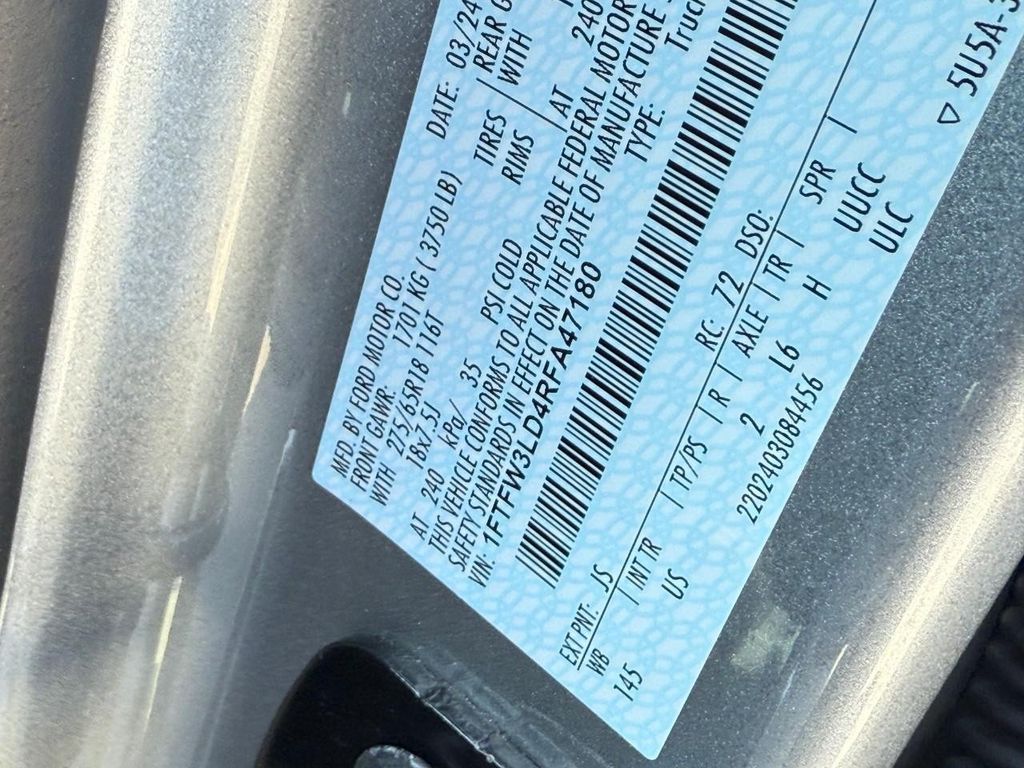 MFD BY FORD MOTOR CO. DATE: 03/24
FRONT GAWR: 1701 KG ( 3750 LB) REAR G
WITH 275/65R18 116T TIRES WITH
18x7.5J RIMS
AT 240 kPa/ 35 PSI COLD AT 240
THIS VEHICLE CONFORMS TO ALL APPLICABLE FEDERAL MOTOR
SAFETY STANDARDS IN EFFECT ON THE DATE OF MANUFACTURE
VIN: 1FTFW3LD4RFA47180 TYPE: Truck
EXT PNT: JS RC: 72 DSO:
WB INT TR TP/PS R AXLE TR SPR
145 US 2 L6 H UUCC
ULC
2202403084456 ▽ 5U5A-3